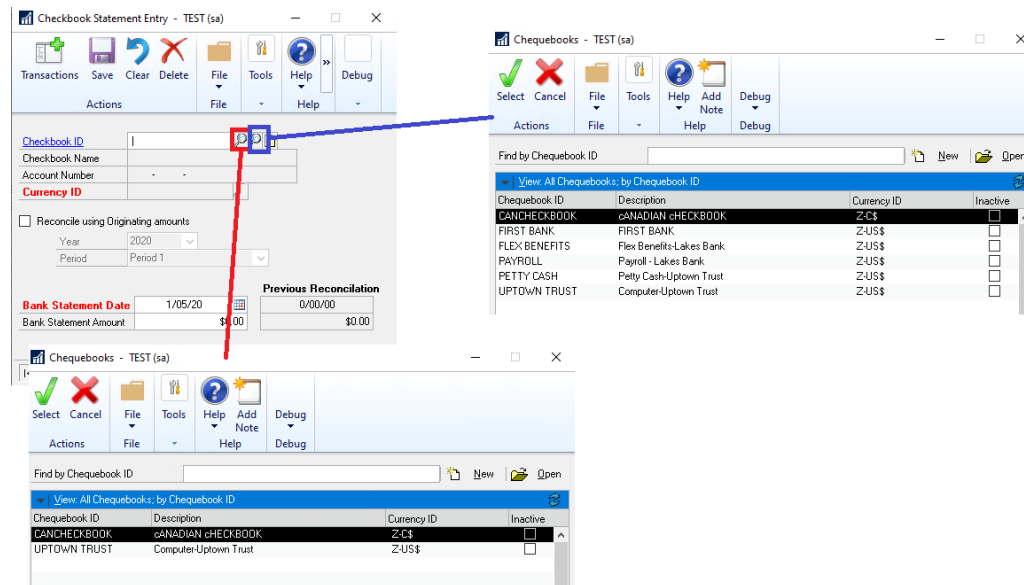 Checkbook Statement Entry - TEST (sa)
Transactions Save Clear Delete File Tools Help » Debug
Actions File Help
Checkbook ID
Checkbook Name
Account Number - -
Currency ID
Reconcile using Originating amounts
Year 2020
Period Period 1
Previous Reconcilation
Bank Statement Date 1/05/20 0/00/00
Bank Statement Amount $0.00 $0.00
Chequebooks - TEST (sa)
Select Cancel File Tools Help Add Note Debug
Actions File Help Debug
Find by Chequebook ID New Open
View: All Chequebooks; by Chequebook ID
Chequebook ID Description Currency ID Inactive
CANCHECKBOOK cANADIAN cHECKBOOK Z-C$
FIRST BANK FIRST BANK Z-US$
FLEX BENEFITS Flex Benefits-Lakes Bank Z-US$
PAYROLL Payroll - Lakes Bank Z-US$
PETTY CASH Petty Cash-Uptown Trust Z-US$
UPTOWN TRUST Computer-Uptown Trust Z-US$
Chequebooks - TEST (sa)
Select Cancel File Tools Help Add Note Debug
Actions File Help Debug
Find by Chequebook ID New Open
View: All Chequebooks; by Chequebook ID
Chequebook ID Description Currency ID Inactive
CANCHECKBOOK cANADIAN cHECKBOOK Z-C$
UPTOWN TRUST Computer-Uptown Trust Z-US$